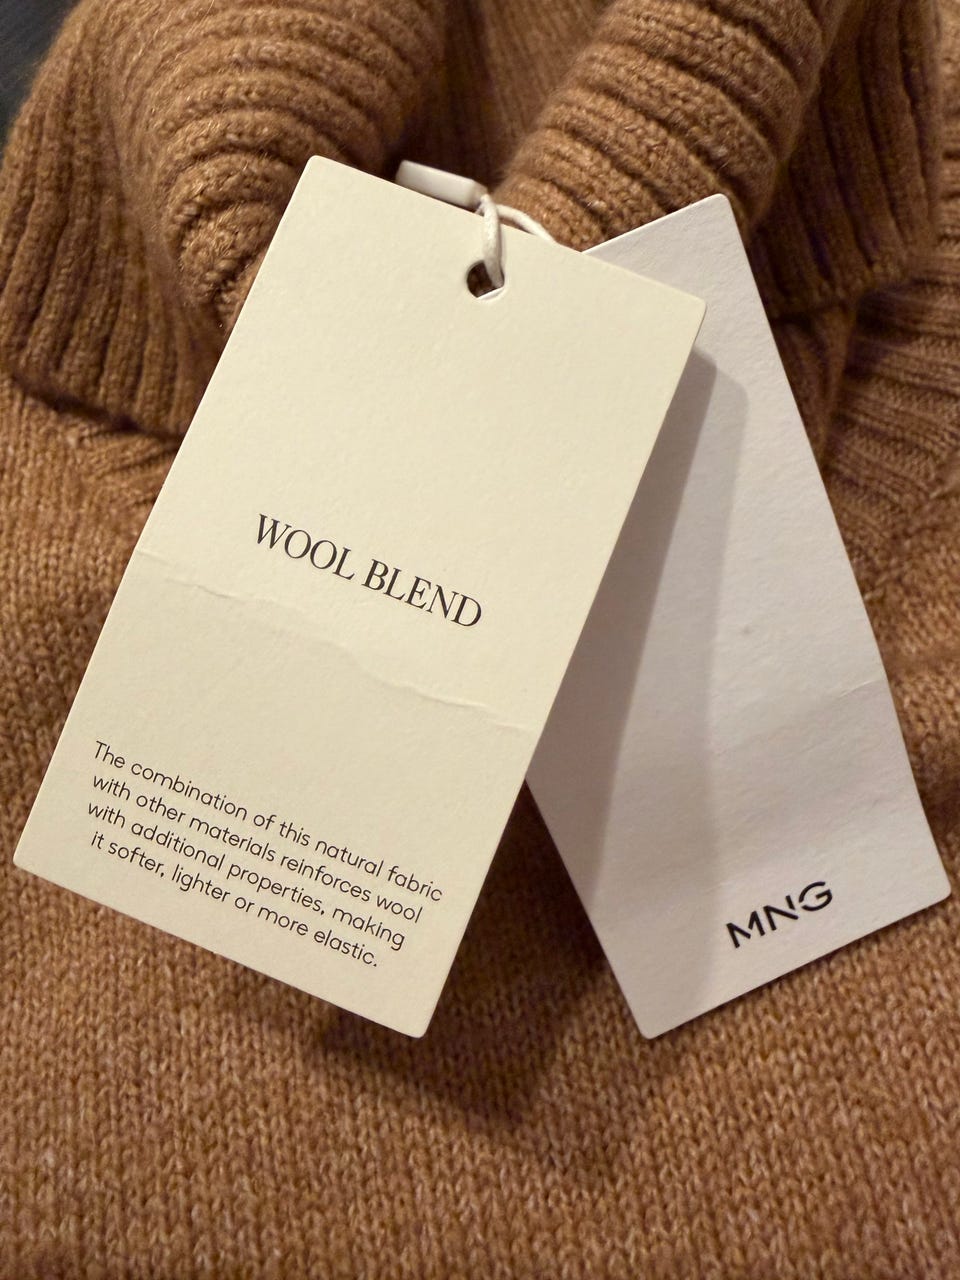 WOOL BLEND
The combination of this natural fabric
with other materials reinforces wool
with additional properties, making
it softer, lighter or more elastic.
MNG